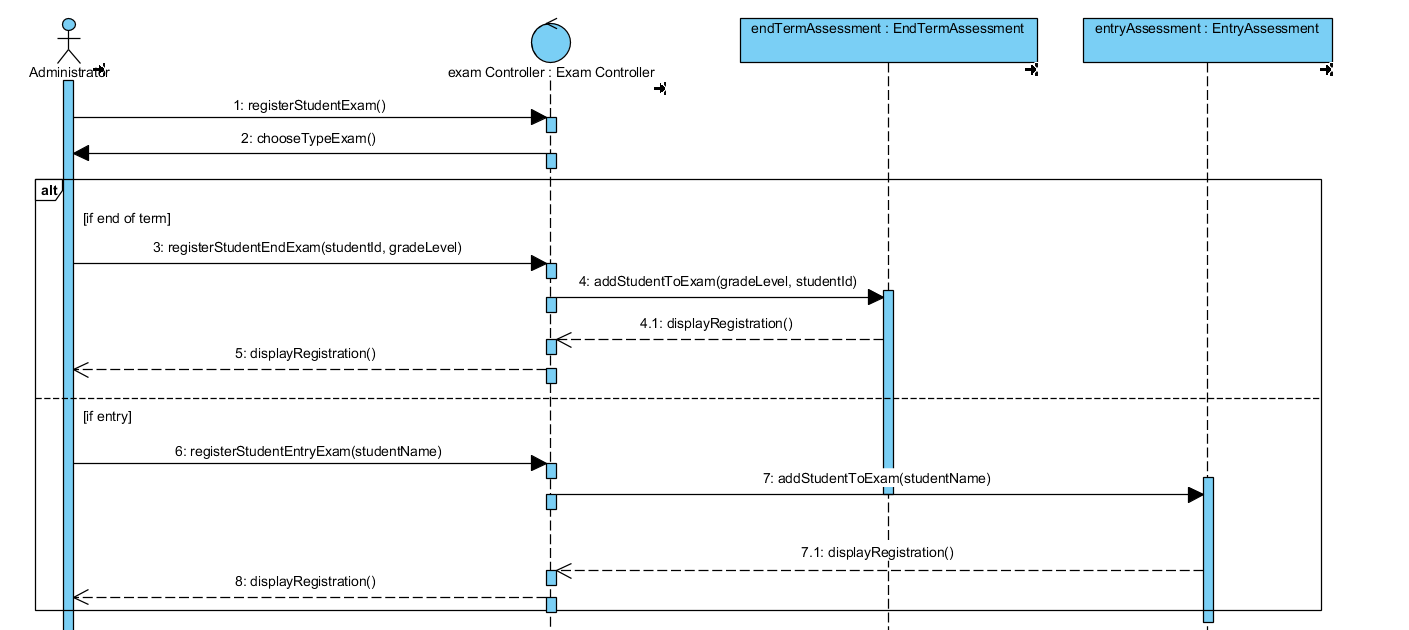 endTermAssessment : EndTermAssessment
entryAssessment : EntryAssessment
Administrator
exam Controller : Exam Controller
1: registerStudentExam()
2: chooseTypeExam()
alt
[if end of term]
3: registerStudentEndExam(studentId, gradeLevel)
4: addStudentToExam(gradeLevel, studentId)
4.1: displayRegistration()
5: displayRegistration()
[if entry]
6: registerStudentEntryExam(studentName)
7: addStudentToExam(studentName)
7.1: displayRegistration()
8: displayRegistration()